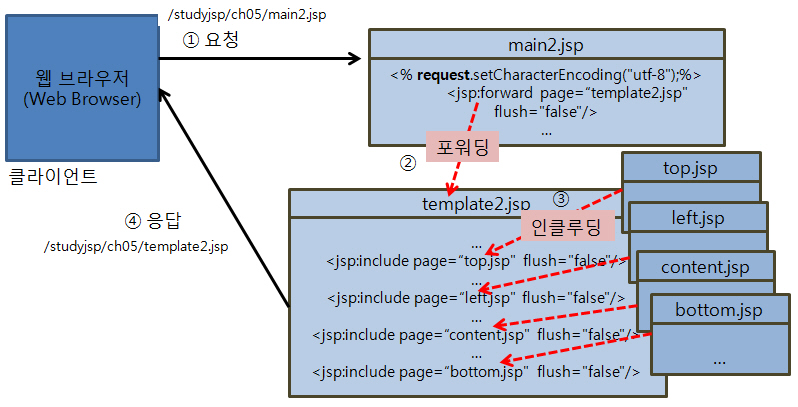 /studyjsp/ch05/main2.jsp
① 요청
웹 브라우저
(Web Browser)
클라이언트
main2.jsp
<% request.setCharacterEncoding("utf-8");%>
<jsp:forward page=“template2.jsp"
flush="false"/>
...
② 포워딩
④ 응답
/studyjsp/ch05/template2.jsp
template2.jsp
③
인클루딩
...
<jsp:include page=“top.jsp" flush="false"/>
...
<jsp:include page=“left.jsp" flush="false"/>
...
<jsp:include page=“content.jsp" flush="false"/>
...
<jsp:include page=“bottom.jsp" flush="false"/>
top.jsp
left.jsp
content.jsp
bottom.jsp
...